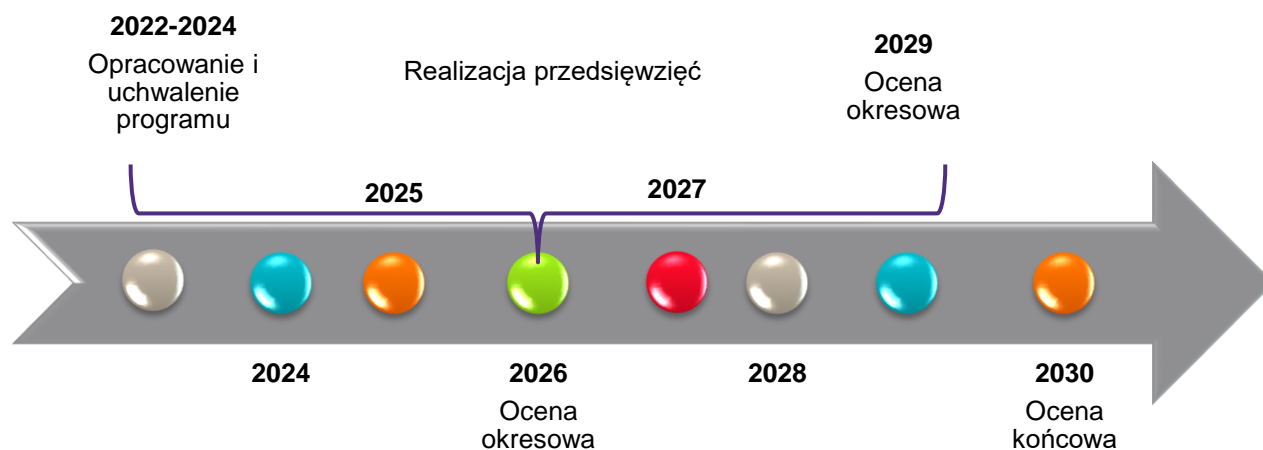 2022-2024
Opracowanie i
uchwalenie
programu
Realizacja przedsięwzięć
2029
Ocena
okresowa
2025
2027
2024
2026
Ocena
okresowa
2028
2030
Ocena
końcowa